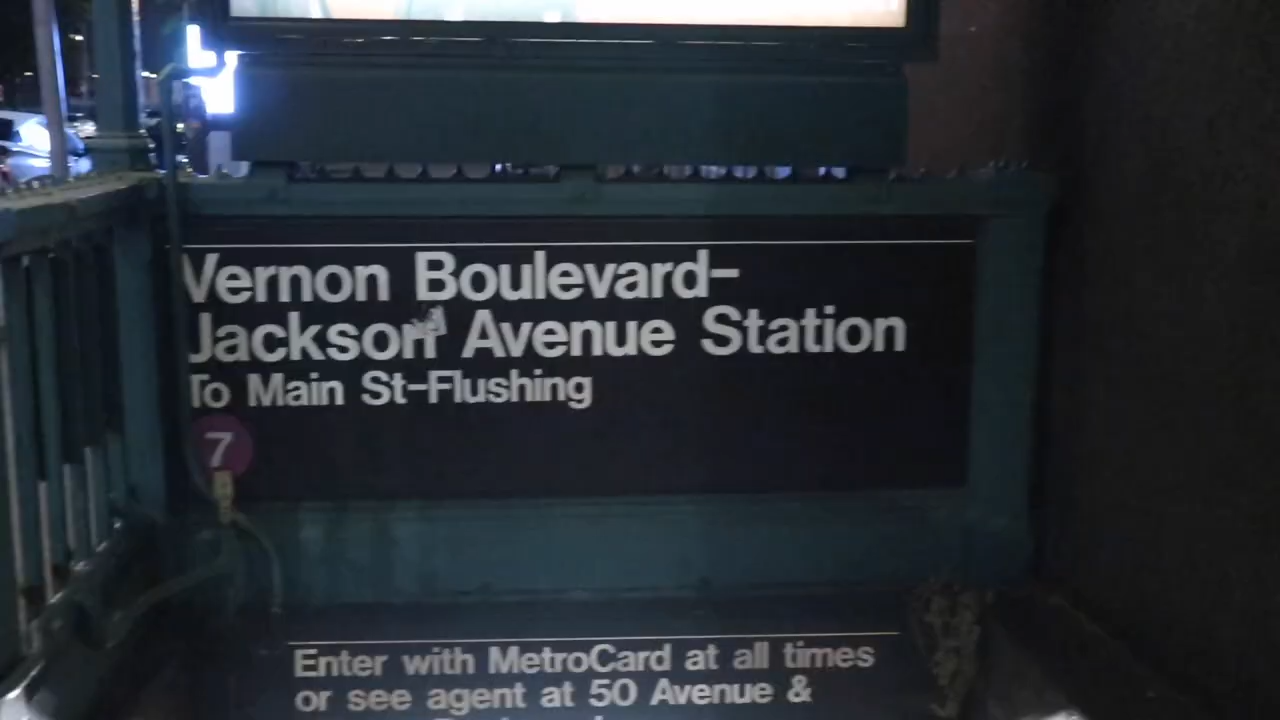 Vernon Boulevard-
Jackson Avenue Station
To Main St-Flushing
7
Enter with MetroCard at all times
or see agent at 50 Avenue &